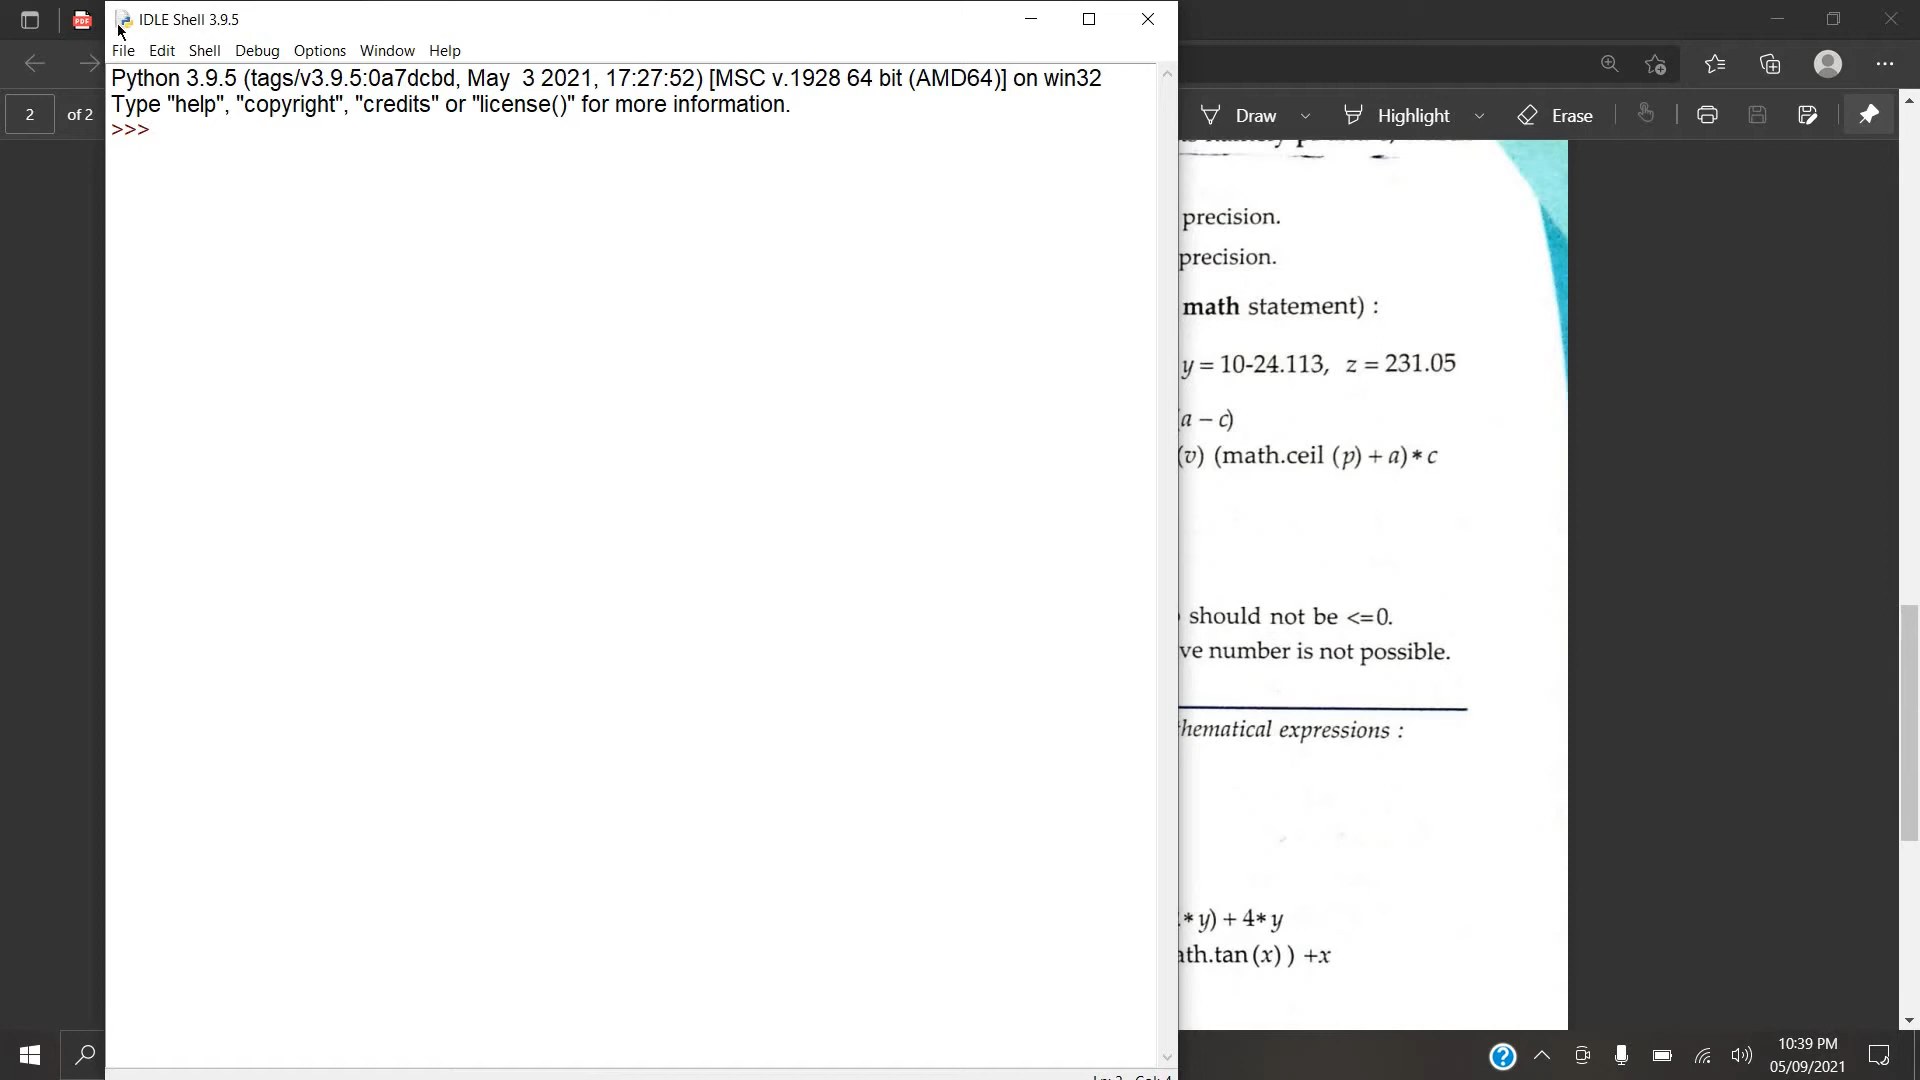 IDLE Shell 3.9.5
File Edit Shell Debug Options Window Help
Python 3.9.5 (tags/v3.9.5:0a7dcbd, May  3 2021, 17:27:52) [MSC v.1928 64 bit (AMD64)] on win32
Type "help", "copyright", "credits" or "license()" for more information.
>>>
2 of 2
Draw Highlight Erase
precision.
precision.
math statement) :
y = 10-24.113, z = 231.05
(a – c)
(v) (math.ceil (p) + a)* c
should not be <=0.
ve number is not possible.
hematical expressions :
* y) + 4* y
ath.tan (x) ) +x
10:39 PM
05/09/2021